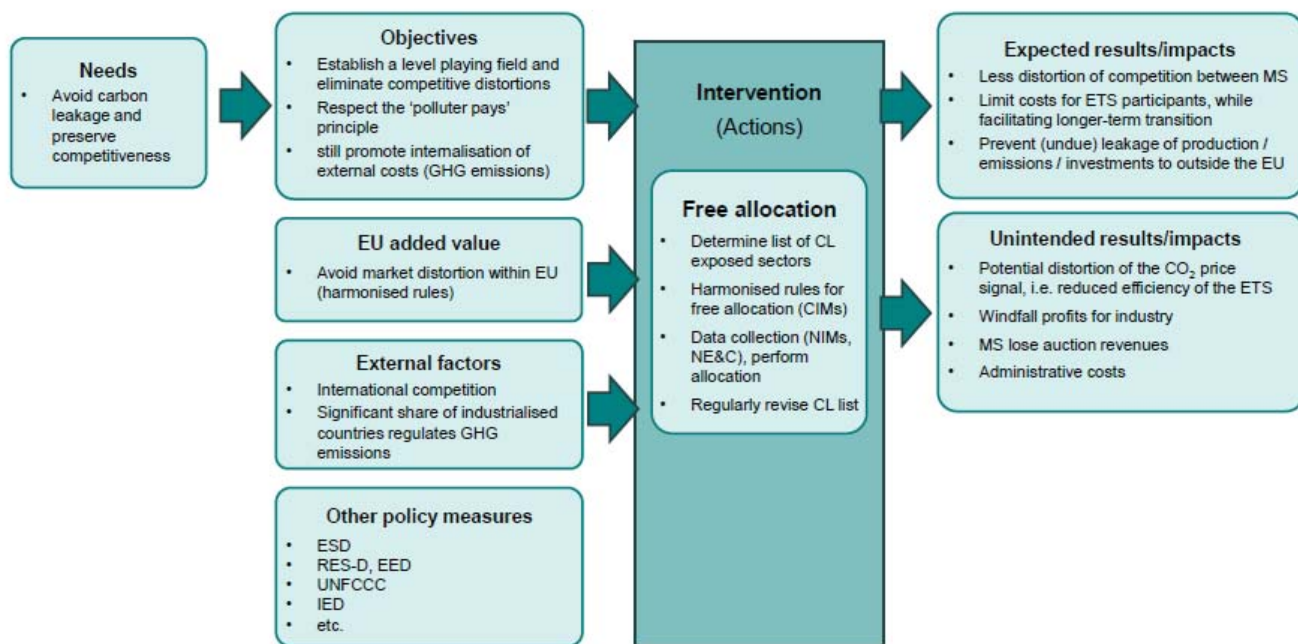 Needs
• Avoid carbon
leakage and
preserve
competitiveness
Objectives
• Establish a level playing field and
eliminate competitive distortions
• Respect the ‘polluter pays’
principle
• still promote internalisation of
external costs (GHG emissions)
EU added value
• Avoid market distortion within EU
(harmonised rules)
External factors
• International competition
• Significant share of industrialised
countries regulates GHG
emissions
Other policy measures
• ESD
• RES-D, EED
• UNFCCC
• IED
• etc.
Intervention
(Actions)
Free allocation
• Determine list of CL
exposed sectors
• Harmonised rules for
free allocation (CIMs)
• Data collection (NIMs,
NE&C), perform
allocation
• Regularly revise CL list
Expected results/impacts
• Less distortion of competition between MS
• Limit costs for ETS participants, while
facilitating longer-term transition
• Prevent (undue) leakage of production /
emissions / investments to outside the EU
Unintended results/impacts
• Potential distortion of the CO₂ price
signal, i.e. reduced efficiency of the ETS
• Windfall profits for industry
• MS lose auction revenues
• Administrative costs